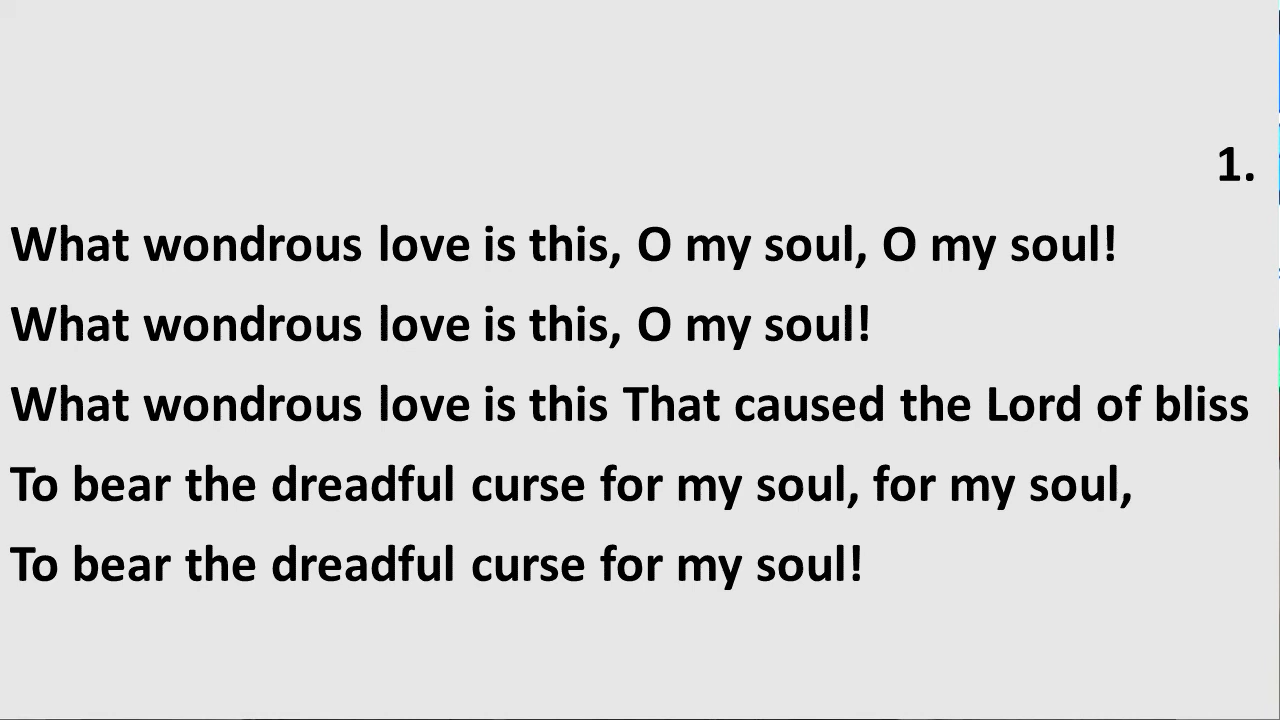 1.
What wondrous love is this, O my soul, O my soul!
What wondrous love is this, O my soul!
What wondrous love is this That caused the Lord of bliss
To bear the dreadful curse for my soul, for my soul,
To bear the dreadful curse for my soul!